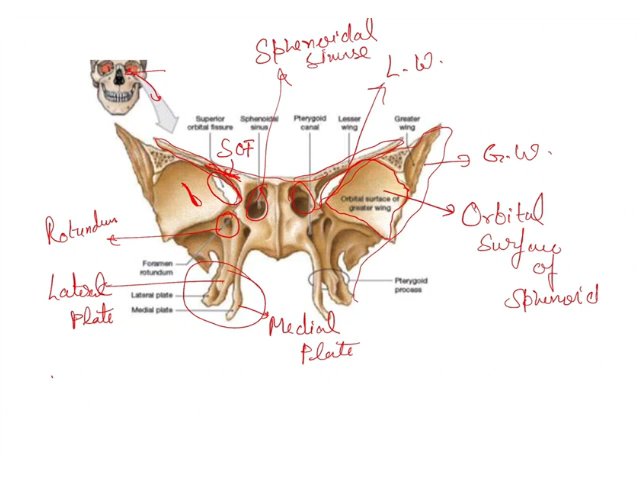 Sphenoidal
sinuse
L.W.
Superior
orbital fissure
Sphenoidal
sinus
Pterygoid
canal
Lesser
wing
Greater
wing
SOF
G.W.
Orbital surface of
greater wing
Rotundum
Orbital
Surface
of
Sphenoid
Foramen
rotundum
Lateral
Plate
Lateral plate
Medial plate
Pterygoid
process
Medial
Plate